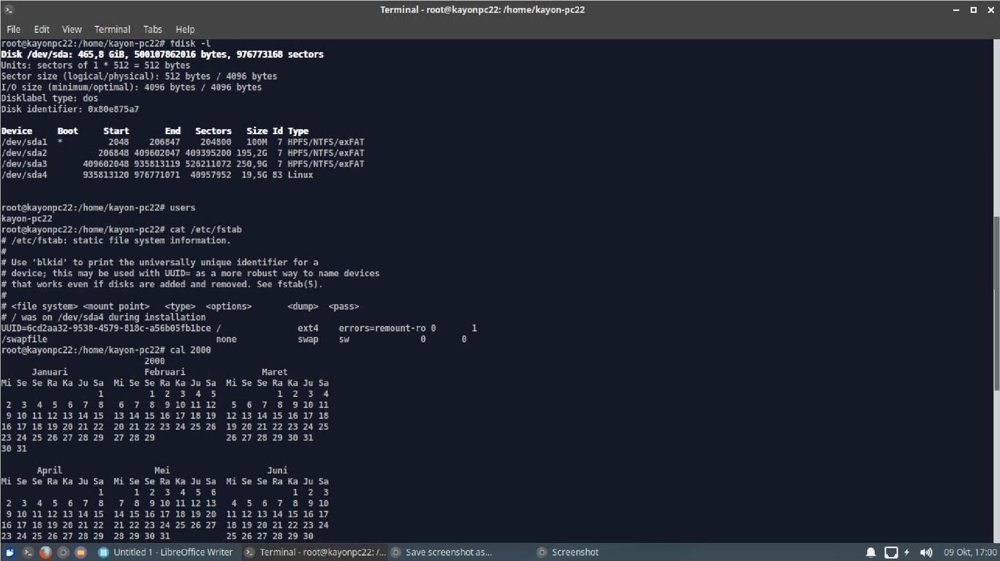 Terminal - root@kayonpc22: /home/kayon-pc22
File Edit View Terminal Tabs Help
root@kayonpc22:/home/kayon-pc22# fdisk -l
Disk /dev/sda: 465,8 GiB, 500107862016 bytes, 976773168 sectors
Units: sectors of 1 * 512 = 512 bytes
Sector size (logical/physical): 512 bytes / 4096 bytes
I/O size (minimum/optimal): 4096 bytes / 4096 bytes
Disklabel type: dos
Disk identifier: 0x80e875a7
Device     Boot     Start       End   Sectors   Size Id Type
/dev/sda1  *         2048    206847    204800   100M  7 HPFS/NTFS/exFAT
/dev/sda2          206848 409602047 409395200 195,2G  7 HPFS/NTFS/exFAT
/dev/sda3       409602048 935813119 526211072 250,9G  7 HPFS/NTFS/exFAT
/dev/sda4       935813120 976771071  40957952  19,5G 83 Linux
root@kayonpc22:/home/kayon-pc22# users
kayon-pc22
root@kayonpc22:/home/kayon-pc22# cat /etc/fstab
# /etc/fstab: static file system information.
#
# Use 'blkid' to print the universally unique identifier for a
# device; this may be used with UUID= as a more robust way to name devices
# that works even if disks are added and removed. See fstab(5).
#
# <file system> <mount point>   <type>  <options>       <dump>  <pass>
# / was on /dev/sda4 during installation
UUID=6cd2aa32-9538-4579-818c-a56b05fb1bce /               ext4    errors=remount-ro 0       1
/swapfile                                 none            swap    sw              0       0
root@kayonpc22:/home/kayon-pc22# cal 2000
                            2000
      Januari               Februari               Maret
Mi Se Se Ra Ka Ju Sa  Mi Se Se Ra Ka Ju Sa  Mi Se Se Ra Ka Ju Sa
                   1         1  2  3  4  5            1  2  3  4
 2  3  4  5  6  7  8   6  7  8  9 10 11 12   5  6  7  8  9 10 11
 9 10 11 12 13 14 15  13 14 15 16 17 18 19  12 13 14 15 16 17 18
16 17 18 19 20 21 22  20 21 22 23 24 25 26  19 20 21 22 23 24 25
23 24 25 26 27 28 29  27 28 29              26 27 28 29 30 31
30 31
       April                  Mei                   Juni
Mi Se Se Ra Ka Ju Sa  Mi Se Se Ra Ka Ju Sa  Mi Se Se Ra Ka Ju Sa
                   1      1  2  3  4  5  6               1  2  3
 2  3  4  5  6  7  8   7  8  9 10 11 12 13   4  5  6  7  8  9 10
 9 10 11 12 13 14 15  14 15 16 17 18 19 20  11 12 13 14 15 16 17
16 17 18 19 20 21 22  21 22 23 24 25 26 27  18 19 20 21 22 23 24
23 24 25 26 27 28 29  28 29 30 31           25 26 27 28 29 30
Untitled 1 - LibreOffice Writer Terminal - root@kayonpc22: /... Save screenshot as... Screenshot 09 Okt, 17:00